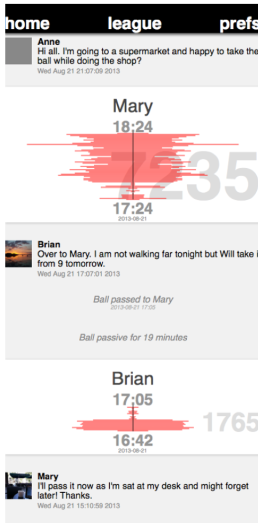 home league prefs
Anne
Hi all. I'm going to a supermarket and happy to take the
ball while doing the shop?
Wed Aug 21 21:07:09 2013
Mary
18:24
7235
17:24
2013-08-21
Brian
Over to Mary. I am not walking far tonight but Will take i
from 9 tomorrow.
Wed Aug 21 17:07:01 2013
Ball passed to Mary
2013-08-21 17:05
Ball passive for 19 minutes
Brian
17:05
1765
16:42
2013-08-21
Mary
I'll pass it now as I'm sat at my desk and might forget
later! Thanks.
Wed Aug 21 15:10:59 2013